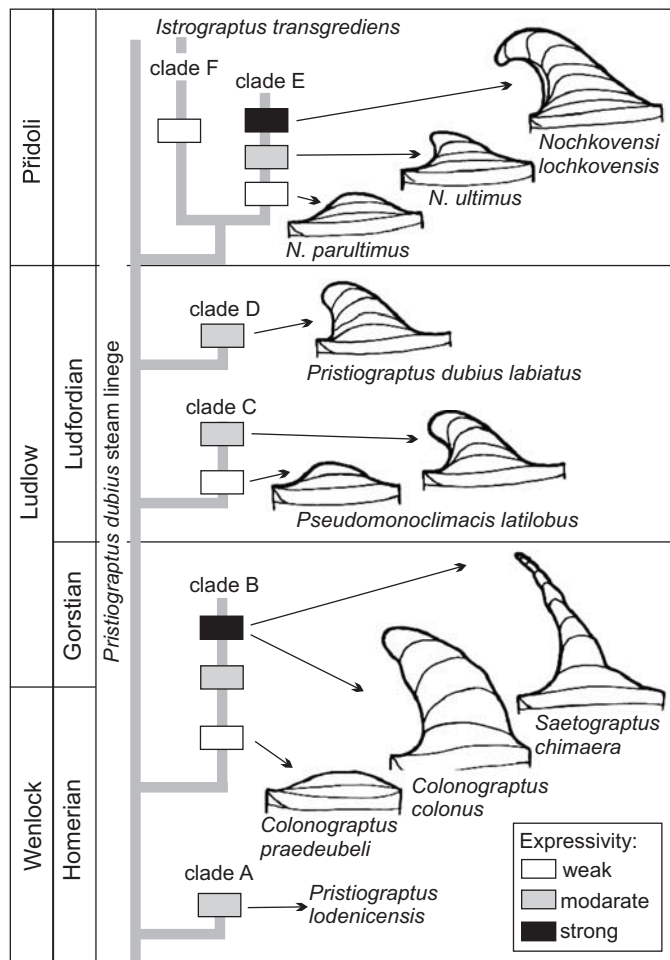 Istrograptus transgrediens
clade F
clade E
Nochkovensi
lochkovensis
N. ultimus
N. parultimus
Přidoli
clade D
Pristiograptus dubius labiatus
clade C
Pseudomonoclimacis latilobus
Ludlow
Ludfordian
Pristiograptus dubius steam linege
clade B
Saetograptus
chimaera
Colonograptus
colonus
Colonograptus
praedeubeli
Gorstian
Wenlock
Homerian
clade A
Pristiograptus
lodenicensis
Expressivity:
weak
modarate
strong